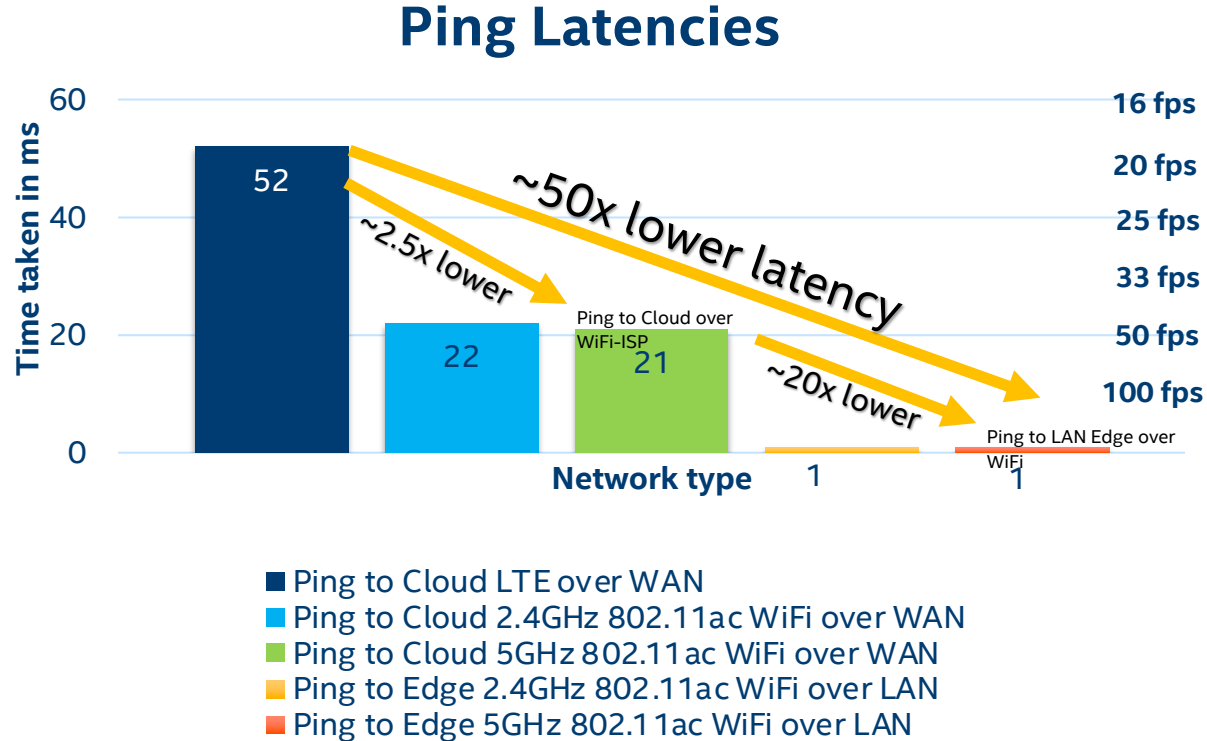 Ping Latencies
Time taken in ms
60
40
20
0
16 fps
20 fps
25 fps
33 fps
50 fps
100 fps
52
22
21
1
1
~50x lower latency
~2.5x lower
~20x lower
Ping to Cloud over
WiFi-ISP
Ping to LAN Edge over
WiFi
Network type
Ping to Cloud LTE over WAN
Ping to Cloud 2.4GHz 802.11ac WiFi over WAN
Ping to Cloud 5GHz 802.11ac WiFi over WAN
Ping to Edge 2.4GHz 802.11ac WiFi over LAN
Ping to Edge 5GHz 802.11ac WiFi over LAN